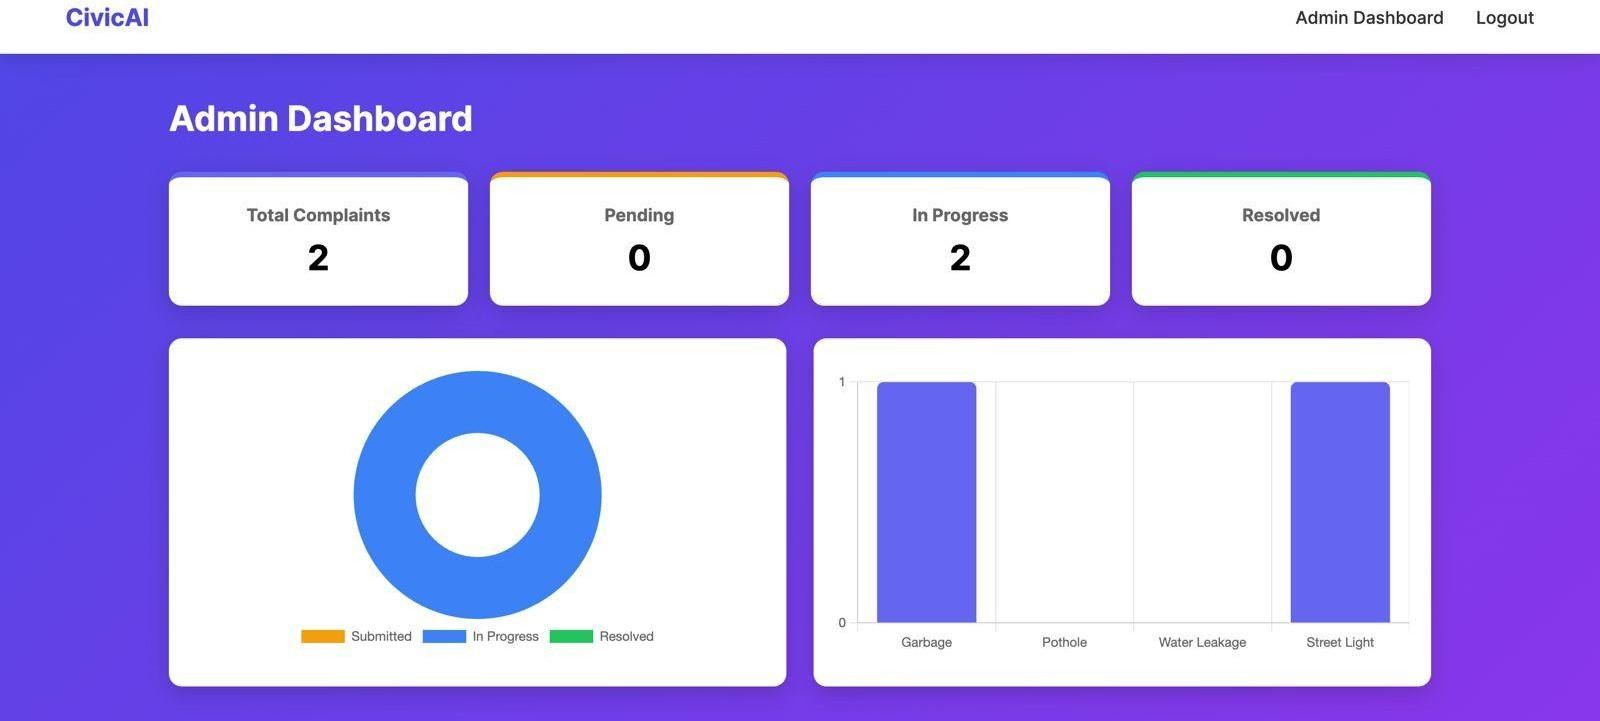 CivicAI
Admin Dashboard Logout
Admin Dashboard
Total Complaints
2
Pending
0
In Progress
2
Resolved
0
Submitted In Progress Resolved
1
0
Garbage Pothole Water Leakage Street Light